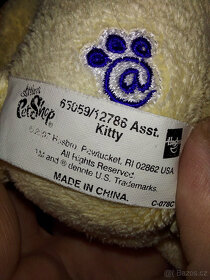 @
Littlest
PetShop
65059/12786 Asst.
Kitty
© 2007 Hasbro, Pawtucket, RI 02862 USA.
All Rights Reserved.
TM and ® denote U.S. Trademarks.
MADE IN CHINA.
C-078C
Hasbro
Bazoš.cz